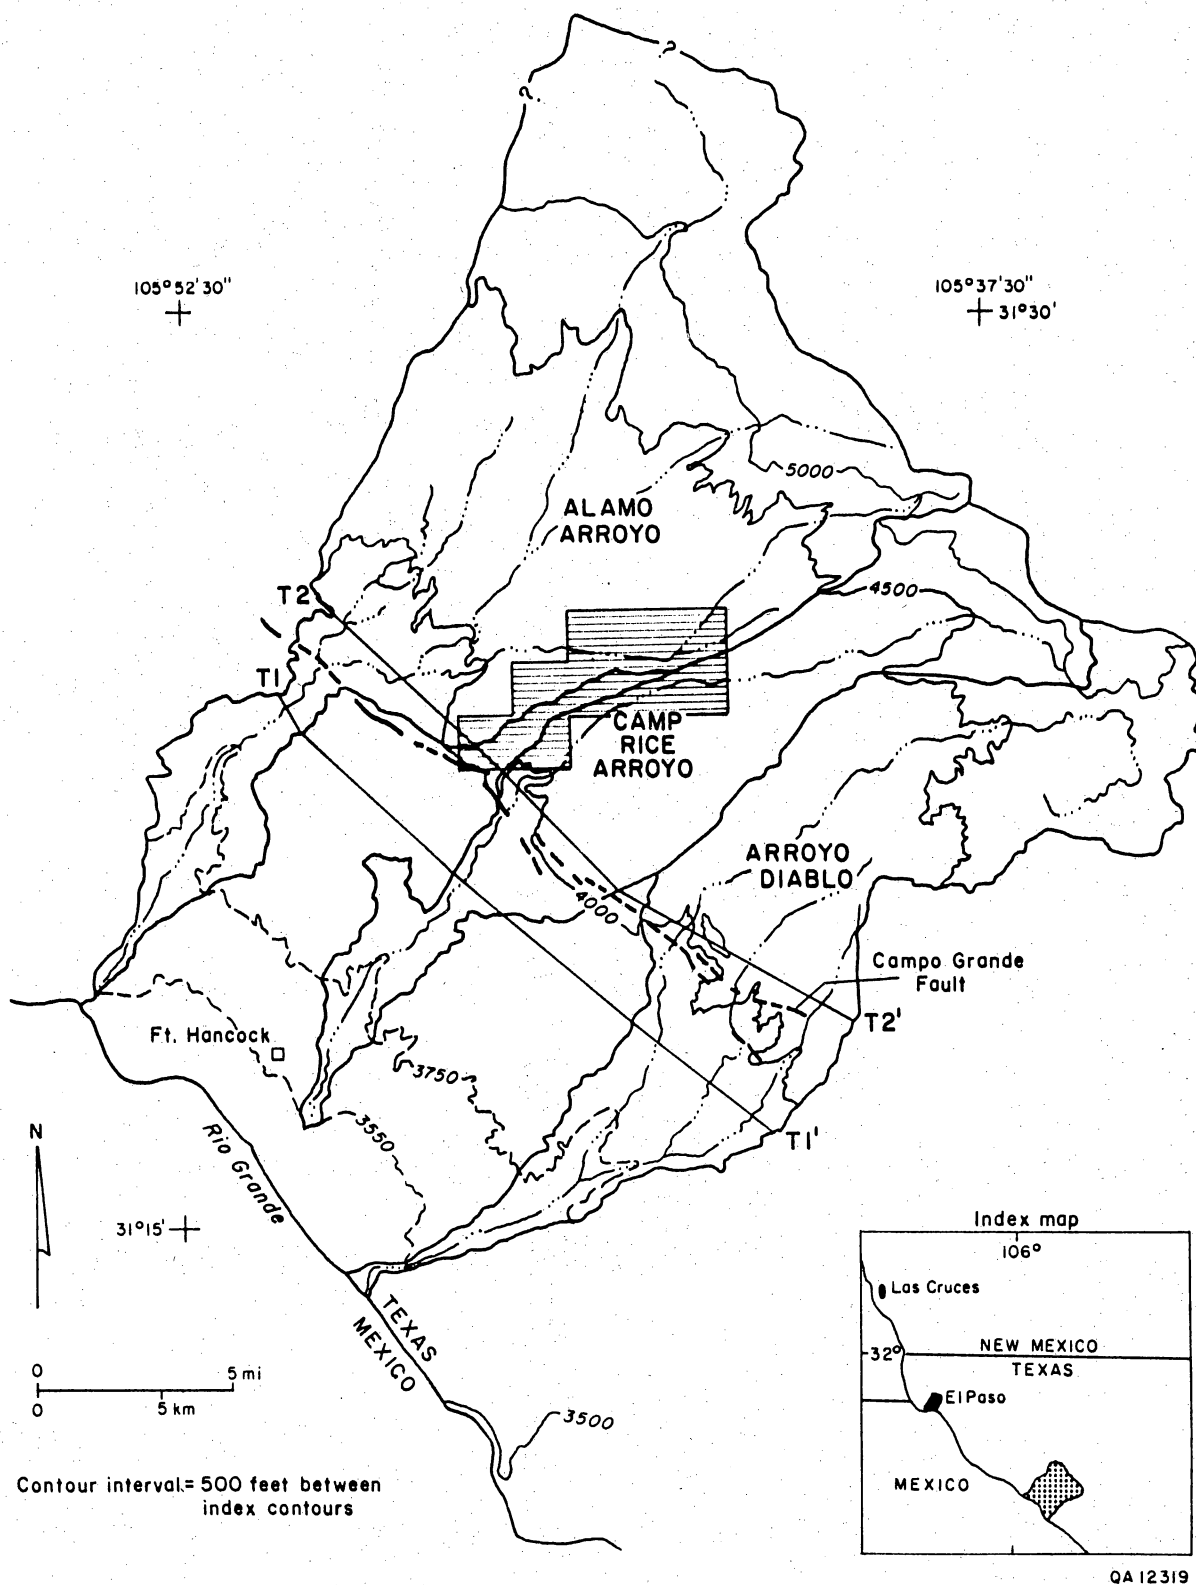 ?
?
105°52'30"
105°37'30"
31°30'
5000
ALAMO
ARROYO
4500
T2
T1
CAMP
RICE
ARROYO
ARROYO
DIABLO
4000
Campo Grande
Fault
T2'
Ft. Hancock
3750
3550
T1'
N
Rio Grande
31°15'
Index map
106°
Las Cruces
32°
NEW MEXICO
TEXAS
El Paso
MEXICO
TEXAS
MEXICO
0
5 mi
0
5 km
3500
Contour interval = 500 feet between
index contours
QA 12319